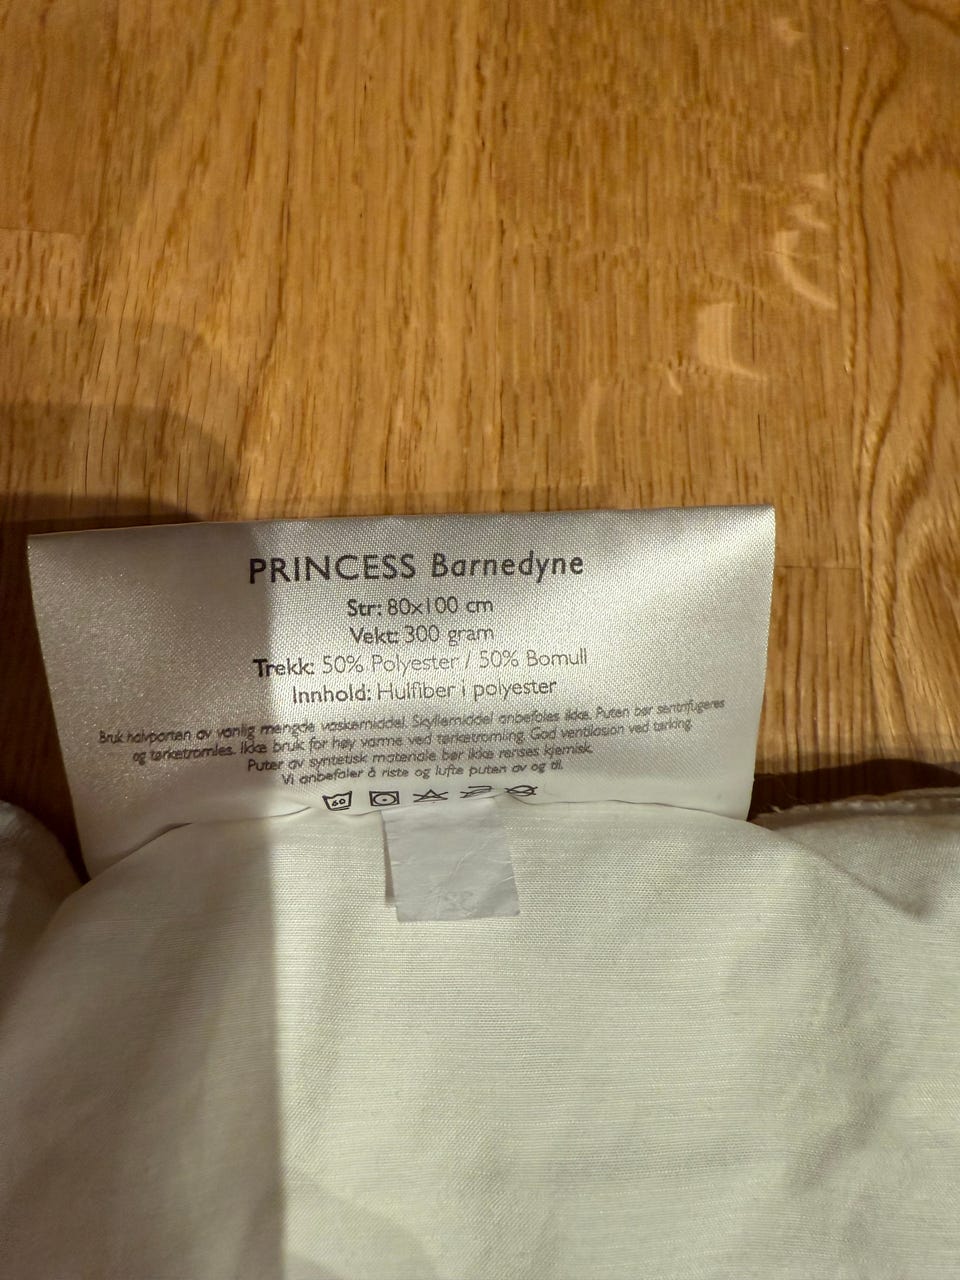 PRINCESS Barnedyne
Str: 80x100 cm
Vekt: 300 gram
Trekk: 50% Polyester / 50% Bomull
Innhold: Hulfiber i polyester
Bruk halvparten av vanlig mengde vaskemiddel. Skyllemiddel anbefales ikke. Puten bør sentrifugeres
og tørketromles. Ikke bruk for høy varme ved tørketromling. God ventilasjon ved tørking.
Puter av syntetisk materiale bør ikke renses kjemisk.
Vi anbefaler å riste og lufte puten av og til.
60